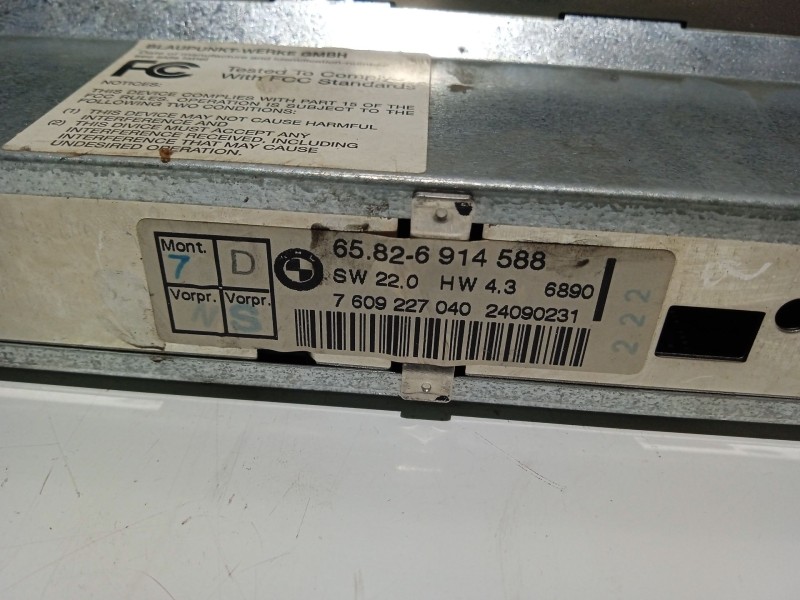 BLAUPUNKT-WERKE GMBH
FC
Tested To Comply
With FCC Standards
NOTICES:
THIS DEVICE COMPLIES WITH PART 15 OF THE
FCC RULES. OPERATION IS SUBJECT TO THE
FOLLOWING TWO CONDITIONS:
(1) THIS DEVICE MAY NOT CAUSE HARMFUL
INTERFERENCE AND
(2) THIS DEVICE MUST ACCEPT ANY
INTERFERENCE RECEIVED, INCLUDING
INTERFERENCE THAT MAY CAUSE
UNDESIRED OPERATION.
Mont.
7
D
Vorpr.
N
Vorpr.
S
BMW
65.82-6 914 588
SW 22.0 HW 4.3 6890
7 609 227 040 24090231
222